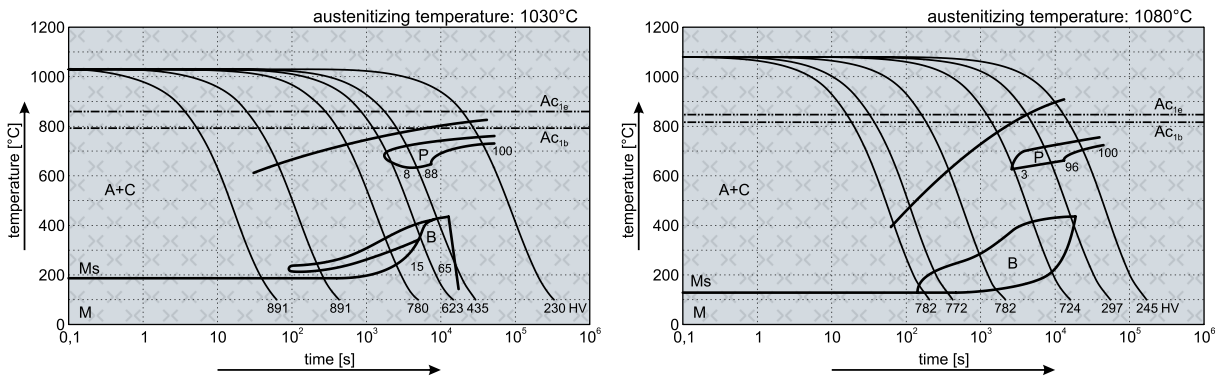 austenitizing temperature: 1030°C
1200
1000
800
600
400
200
0
temperature [°C]
Ac1e
Ac1b
A+C
P
8 88
100
B
15 65
Ms
M
891 891 780 623 435 230 HV
0,1 1 10 10² 10³ 10⁴ 10⁵ 10⁶
time [s]
austenitizing temperature: 1080°C
1200
1000
800
600
400
200
0
temperature [°C]
Ac1e
Ac1b
A+C
P
3 96
100
B
Ms
M
782 772 782 724 297 245 HV
0,1 1 10 10² 10³ 10⁴ 10⁵ 10⁶
time [s]